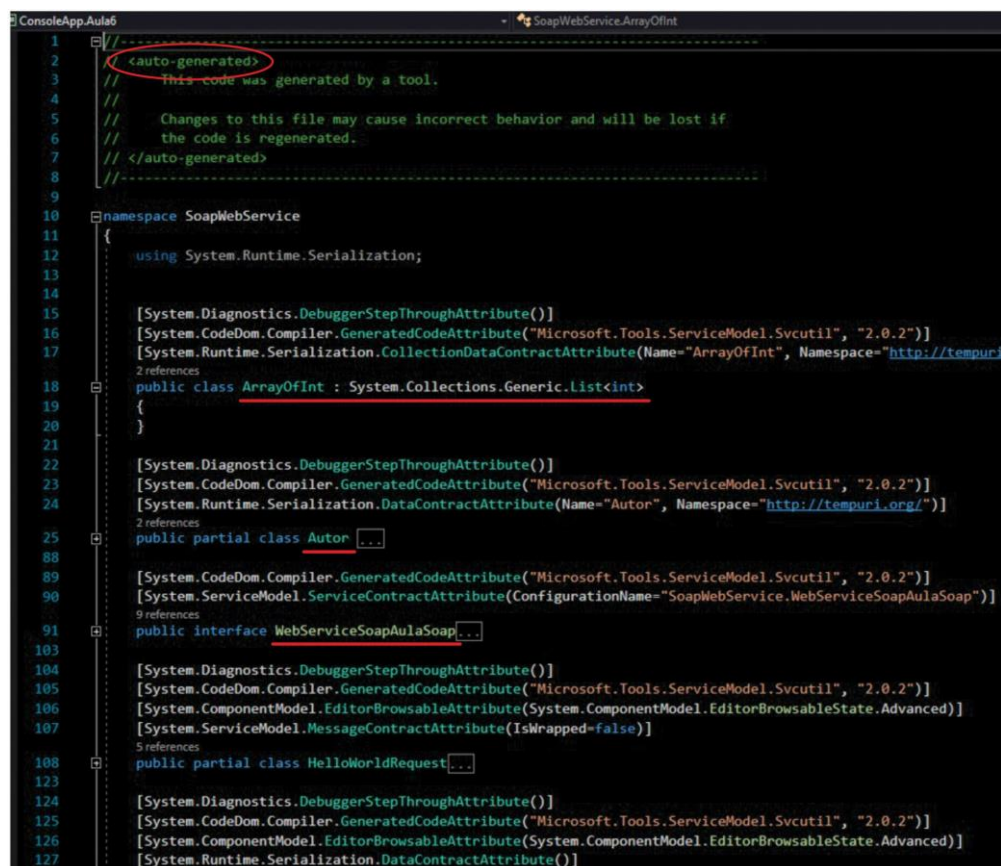 ConsoleApp.Aula6 SoapWebService.ArrayOfInt
1 //--------------------------------------------------------------------------------
2 // <auto-generated>
3 //     This code was generated by a tool.
4 //
5 //     Changes to this file may cause incorrect behavior and will be lost if
6 //     the code is regenerated.
7 // </auto-generated>
8 //--------------------------------------------------------------------------------
9
10 namespace SoapWebService
11 {
12     using System.Runtime.Serialization;
13
14
15     [System.Diagnostics.DebuggerStepThroughAttribute()]
16     [System.CodeDom.Compiler.GeneratedCodeAttribute("Microsoft.Tools.ServiceModel.Svcutil", "2.0.2")]
17     [System.Runtime.Serialization.CollectionDataContractAttribute(Name="ArrayOfInt", Namespace="http://tempuri
2 references
18     public class ArrayOfInt : System.Collections.Generic.List<int>
19     {
20     }
21
22     [System.Diagnostics.DebuggerStepThroughAttribute()]
23     [System.CodeDom.Compiler.GeneratedCodeAttribute("Microsoft.Tools.ServiceModel.Svcutil", "2.0.2")]
24     [System.Runtime.Serialization.DataContractAttribute(Name="Autor", Namespace="http://tempuri.org/")]
2 references
25     public partial class Autor ...
88
89     [System.CodeDom.Compiler.GeneratedCodeAttribute("Microsoft.Tools.ServiceModel.Svcutil", "2.0.2")]
90     [System.ServiceModel.ServiceContractAttribute(ConfigurationName="SoapWebService.WebServiceSoapAulaSoap")]
9 references
91     public interface WebServiceSoapAulaSoap ...
103
104     [System.Diagnostics.DebuggerStepThroughAttribute()]
105     [System.CodeDom.Compiler.GeneratedCodeAttribute("Microsoft.Tools.ServiceModel.Svcutil", "2.0.2")]
106     [System.ComponentModel.EditorBrowsableAttribute(System.ComponentModel.EditorBrowsableState.Advanced)]
107     [System.ServiceModel.MessageContractAttribute(IsWrapped=false)]
5 references
108     public partial class HelloWorldRequest ...
123
124     [System.Diagnostics.DebuggerStepThroughAttribute()]
125     [System.CodeDom.Compiler.GeneratedCodeAttribute("Microsoft.Tools.ServiceModel.Svcutil", "2.0.2")]
126     [System.ComponentModel.EditorBrowsableAttribute(System.ComponentModel.EditorBrowsableState.Advanced)]
127     [System.Runtime.Serialization.DataContractAttribute()]